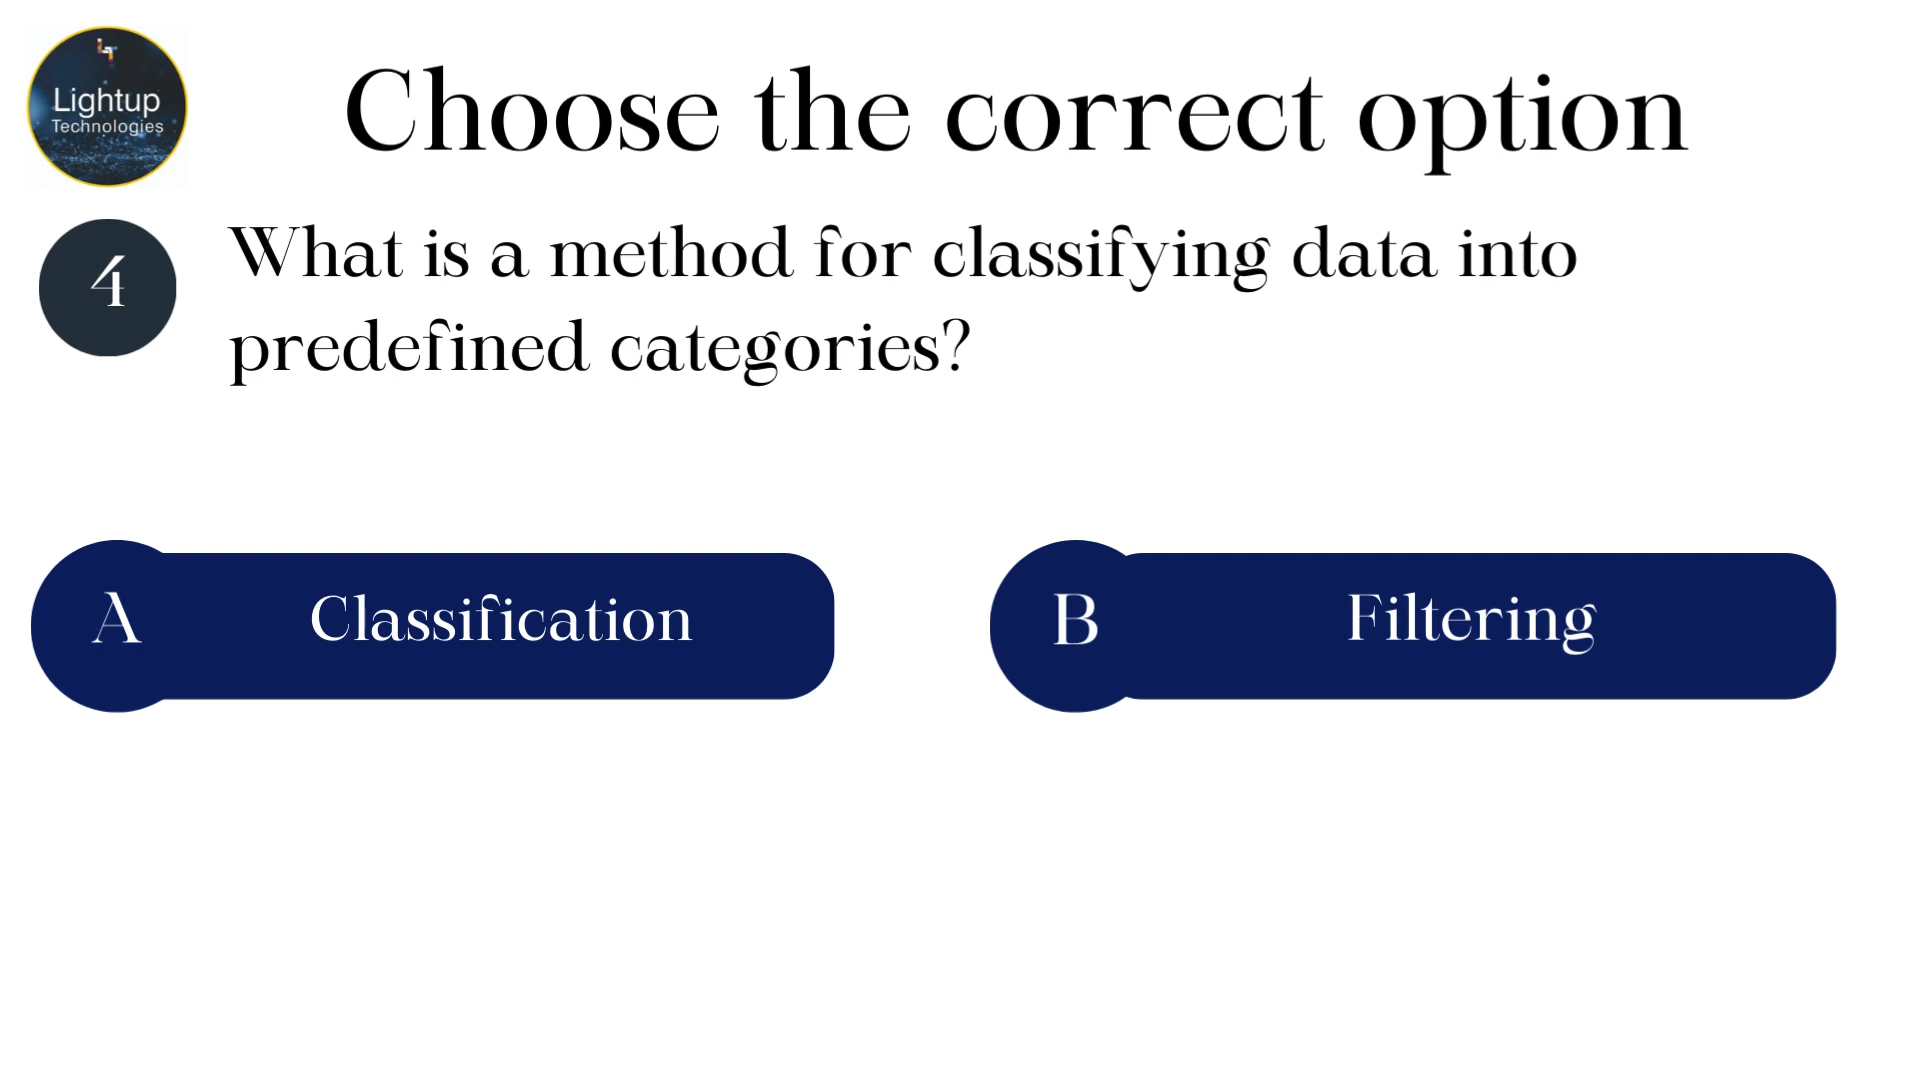 Lightup
Technologies
Choose the correct option
4
What is a method for classifying data into
predefined categories?
A
Classification
B
Filtering